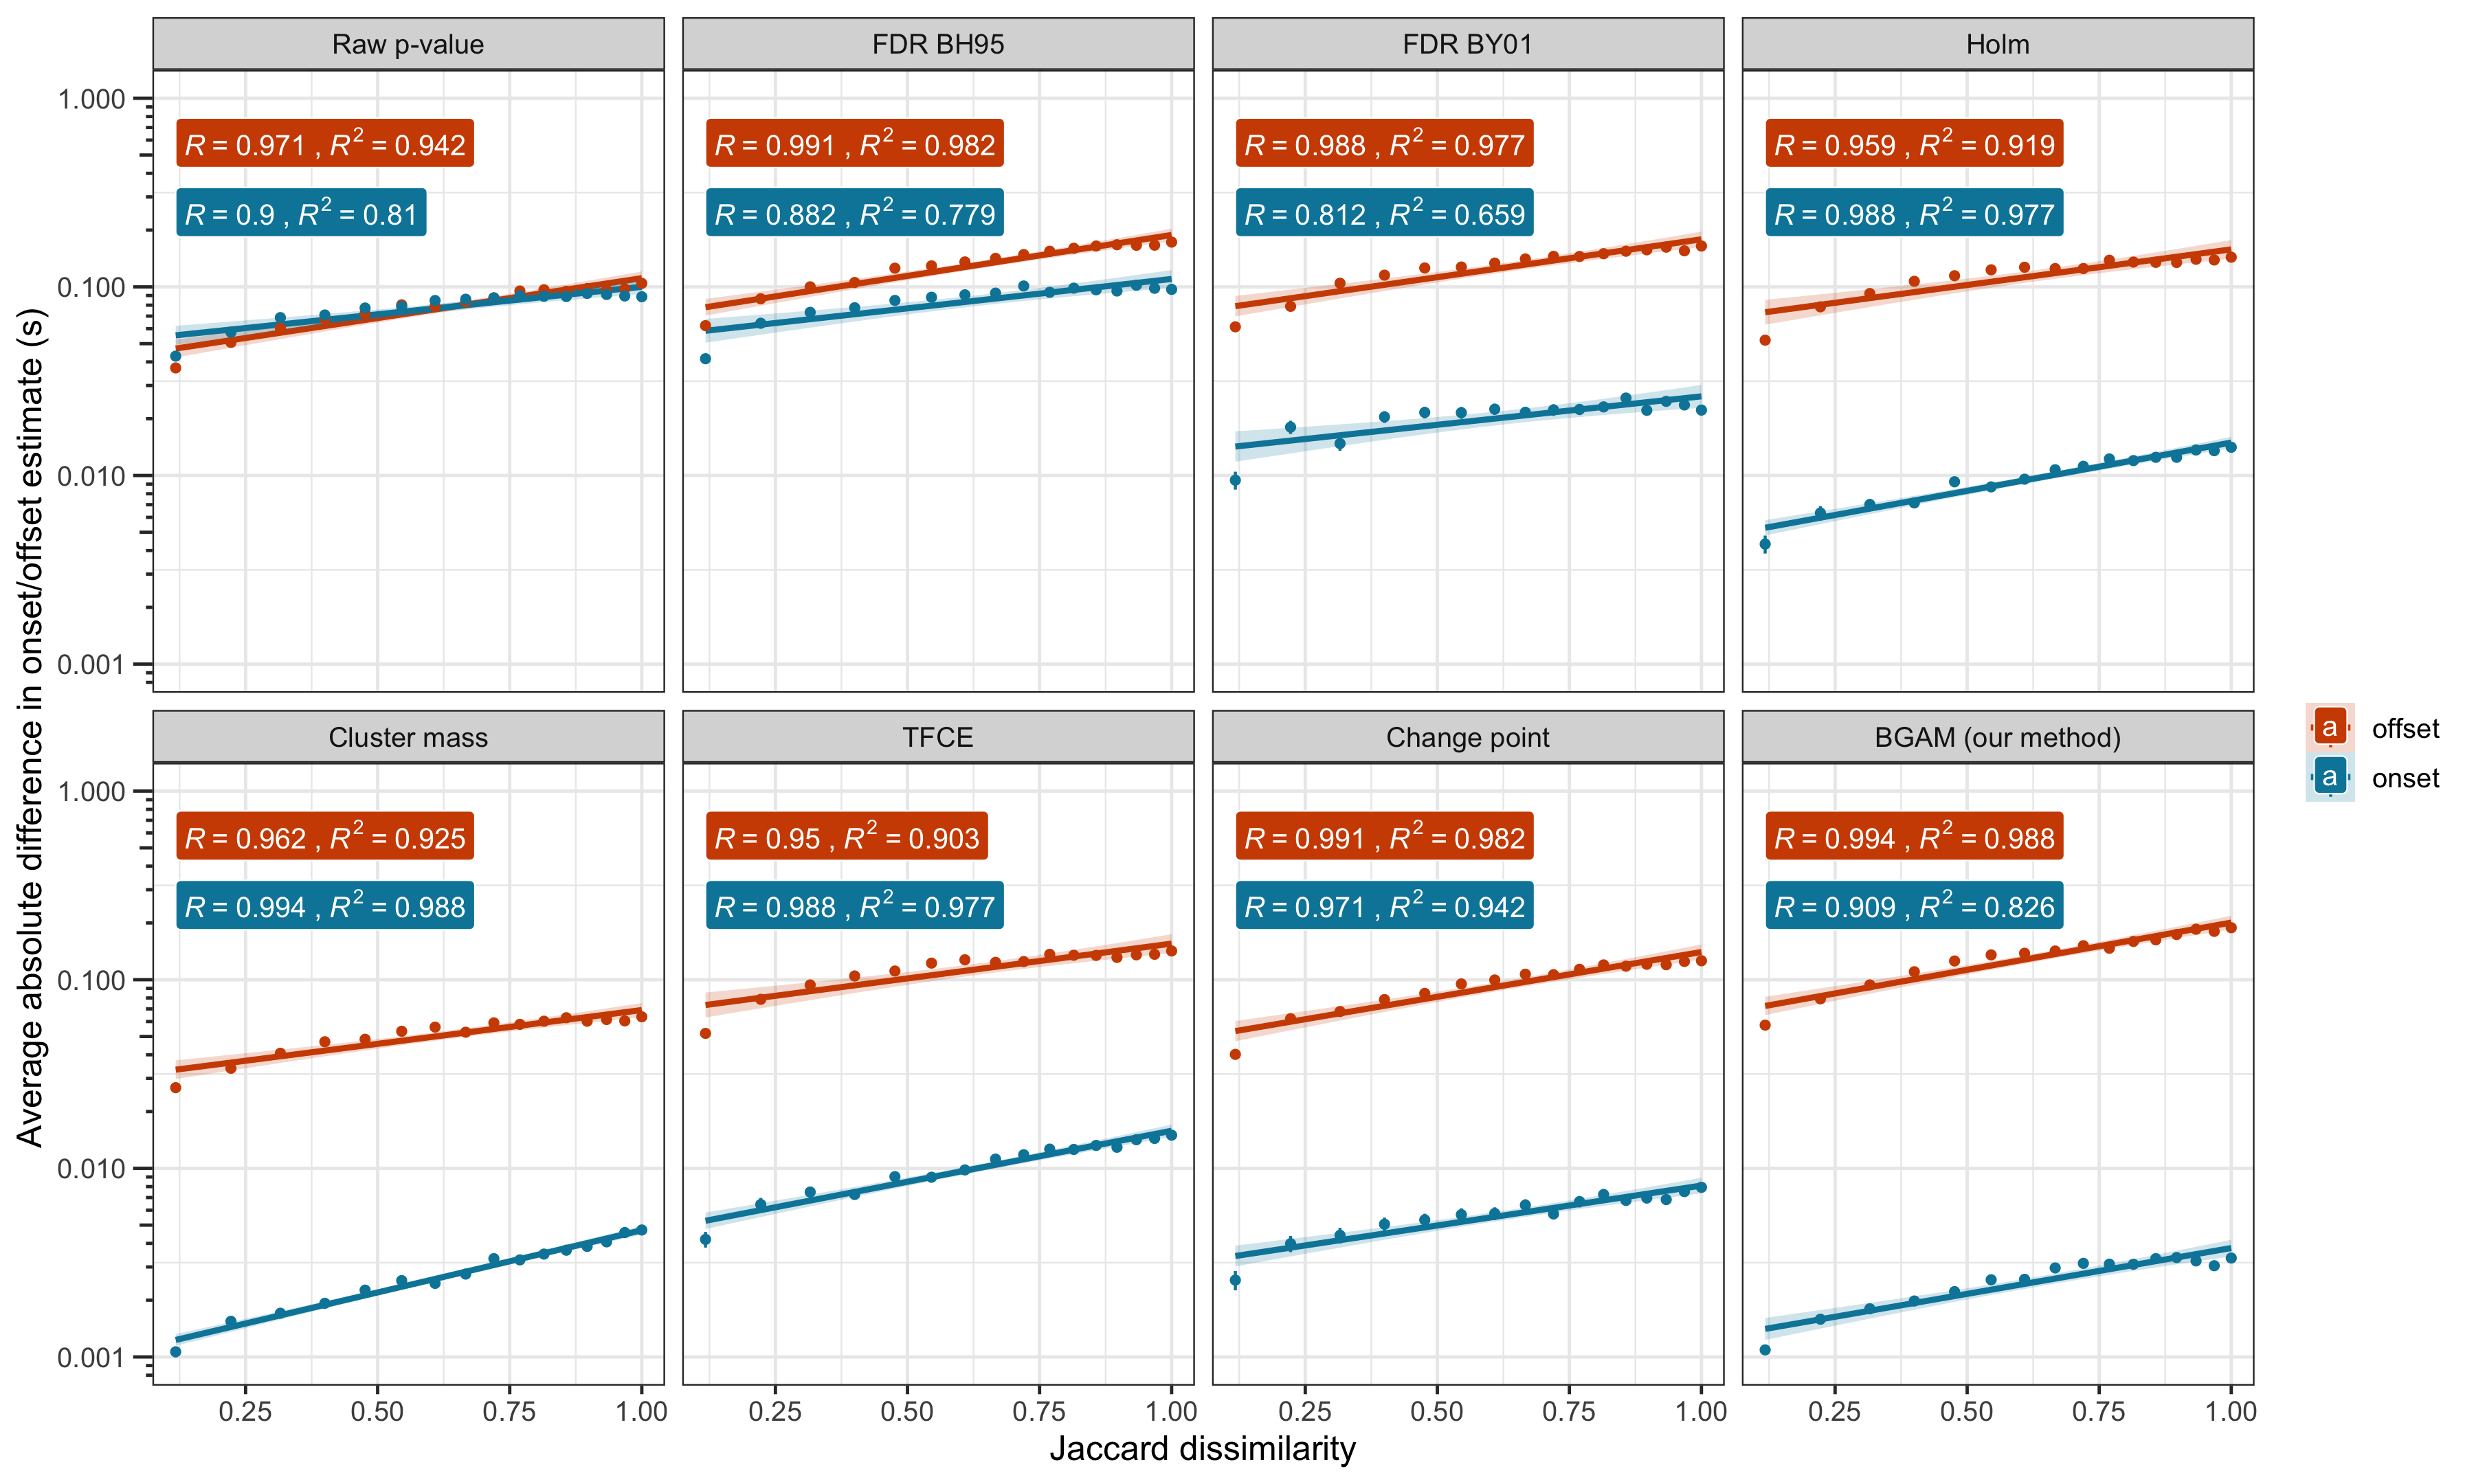 Raw p-value
FDR BH95
FDR BY01
Holm
1.000
0.100
0.010
0.001
R = 0.971 , R² = 0.942
R = 0.9 , R² = 0.81
R = 0.991 , R² = 0.982
R = 0.882 , R² = 0.779
R = 0.988 , R² = 0.977
R = 0.812 , R² = 0.659
R = 0.959 , R² = 0.919
R = 0.988 , R² = 0.977
Average absolute difference in onset/offset estimate (s)
Cluster mass
TFCE
Change point
BGAM (our method)
1.000
0.100
0.010
0.001
R = 0.962 , R² = 0.925
R = 0.994 , R² = 0.988
R = 0.95 , R² = 0.903
R = 0.988 , R² = 0.977
R = 0.991 , R² = 0.982
R = 0.971 , R² = 0.942
R = 0.994 , R² = 0.988
R = 0.909 , R² = 0.826
0.25 0.50 0.75 1.00
0.25 0.50 0.75 1.00
0.25 0.50 0.75 1.00
0.25 0.50 0.75 1.00
Jaccard dissimilarity
a offset
a onset